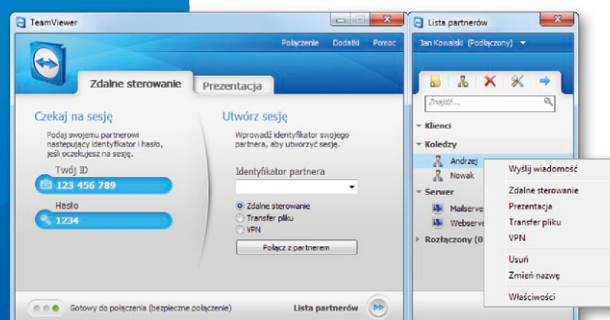 TeamViewer
Połączenie Dodatki Pomoc
Zdalne sterowanie
Prezentacja
Czekaj na sesję
Podaj swojemu partnerowi
następujący identyfikator i hasło,
jeśli oczekujesz na sesję.
Twój ID
123 456 789
Hasło
1234
Utwórz sesję
Wprowadź identyfikator swojego
partnera, aby utworzyć sesję.
Identyfikator partnera
Zdalne sterowanie
Transfer pliku
VPN
Połącz z partnerem
Gotowy do połączenia (bezpieczne połączenie)
Lista partnerów
Lista partnerów
Jan Kowalski (Podłączony)
Znajdź...
Klienci
Koledzy
Andrzej
Nowak
Serwer
Mailserve
Webserve
Rozłączony (0
Wyślij wiadomość
Zdalne sterowanie
Prezentacja
Transfer pliku
VPN
Usuń
Zmień nazwę
Właściwości